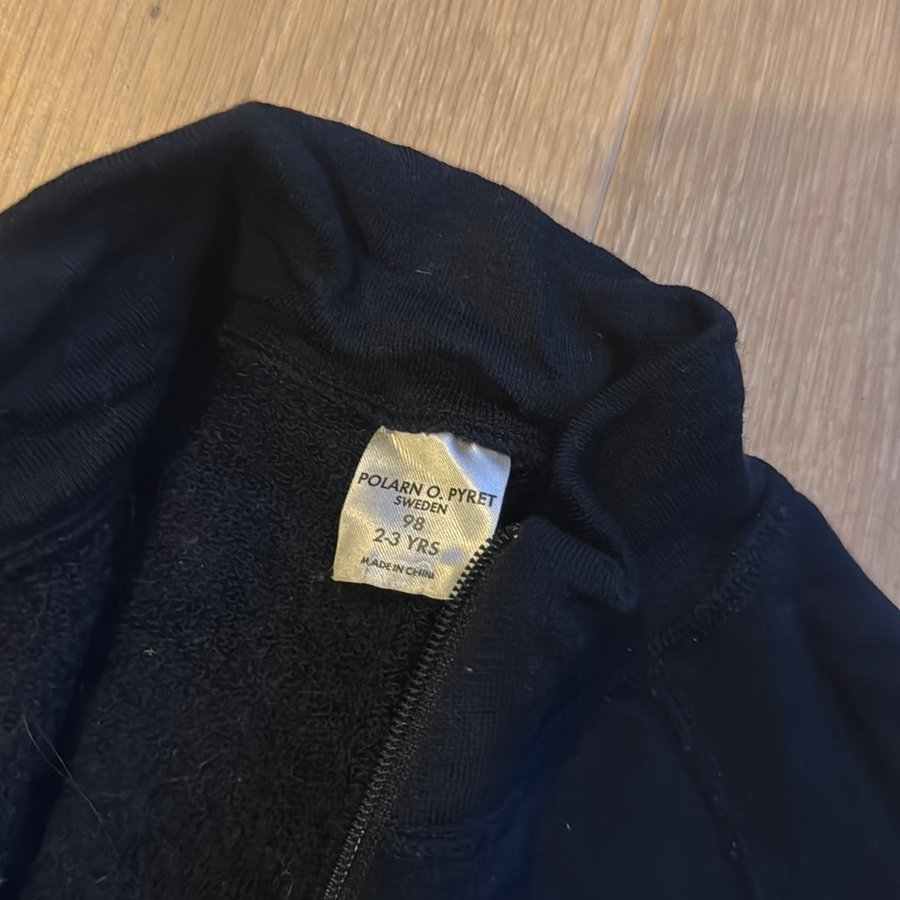 POLARN O. PYRET
SWEDEN
98
2-3 YRS
MADE IN CHINA